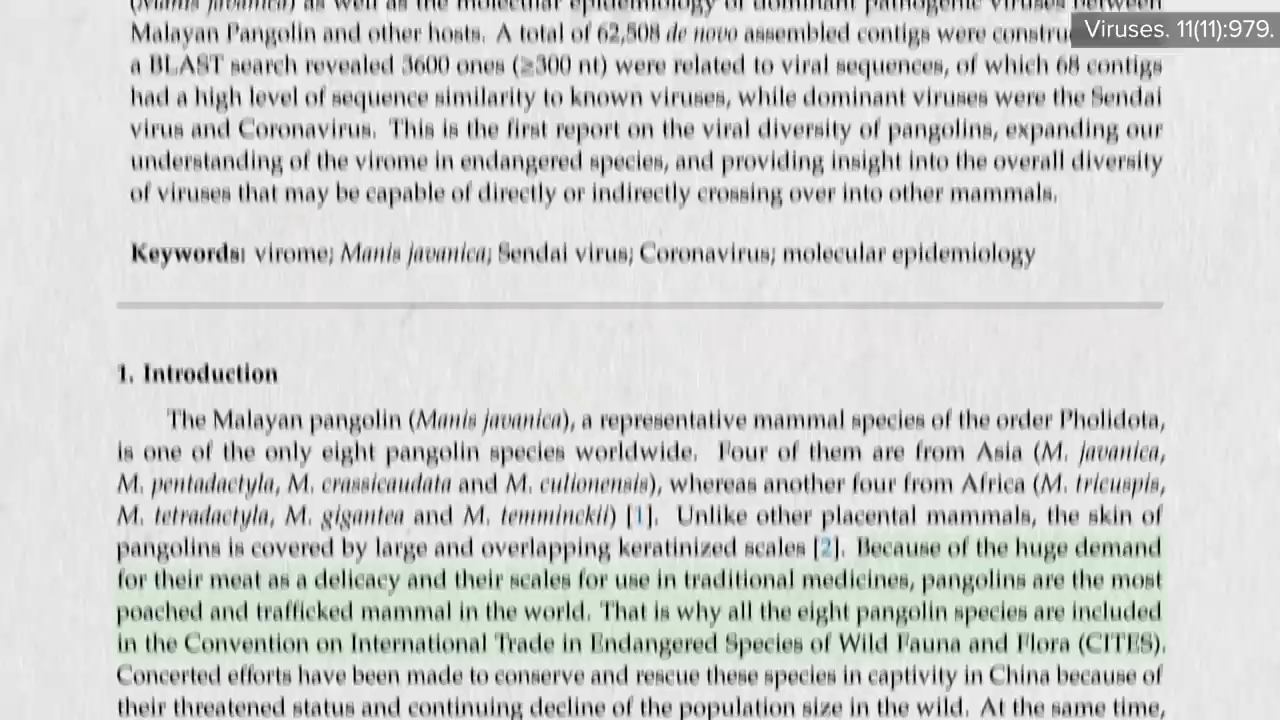 (Manis javanica) as well as the molecular epidemiology of dominant pathogenic viruses between
Viruses. 11(11):979.
Malayan Pangolin and other hosts. A total of 62,508 de novo assembled contigs were constru
a BLAST search revealed 3600 ones (≥300 nt) were related to viral sequences, of which 68 contigs
had a high level of sequence similarity to known viruses, while dominant viruses were the Sendai
virus and Coronavirus. This is the first report on the viral diversity of pangolins, expanding our
understanding of the virome in endangered species, and providing insight into the overall diversity
of viruses that may be capable of directly or indirectly crossing over into other mammals.
Keywords: virome; Manis javanica; Sendai virus; Coronavirus; molecular epidemiology
1. Introduction
The Malayan pangolin (Manis javanica), a representative mammal species of the order Pholidota,
is one of the only eight pangolin species worldwide. Four of them are from Asia (M. javanica,
M. pentadactyla, M. crassicaudata and M. culionensis), whereas another four from Africa (M. tricuspis,
M. tetradactyla, M. gigantea and M. temminckii) [1]. Unlike other placental mammals, the skin of
pangolins is covered by large and overlapping keratinized scales [2]. Because of the huge demand
for their meat as a delicacy and their scales for use in traditional medicines, pangolins are the most
poached and trafficked mammal in the world. That is why all the eight pangolin species are included
in the Convention on International Trade in Endangered Species of Wild Fauna and Flora (CITES).
Concerted efforts have been made to conserve and rescue these species in captivity in China because of
their threatened status and continuing decline of the population size in the wild. At the same time,